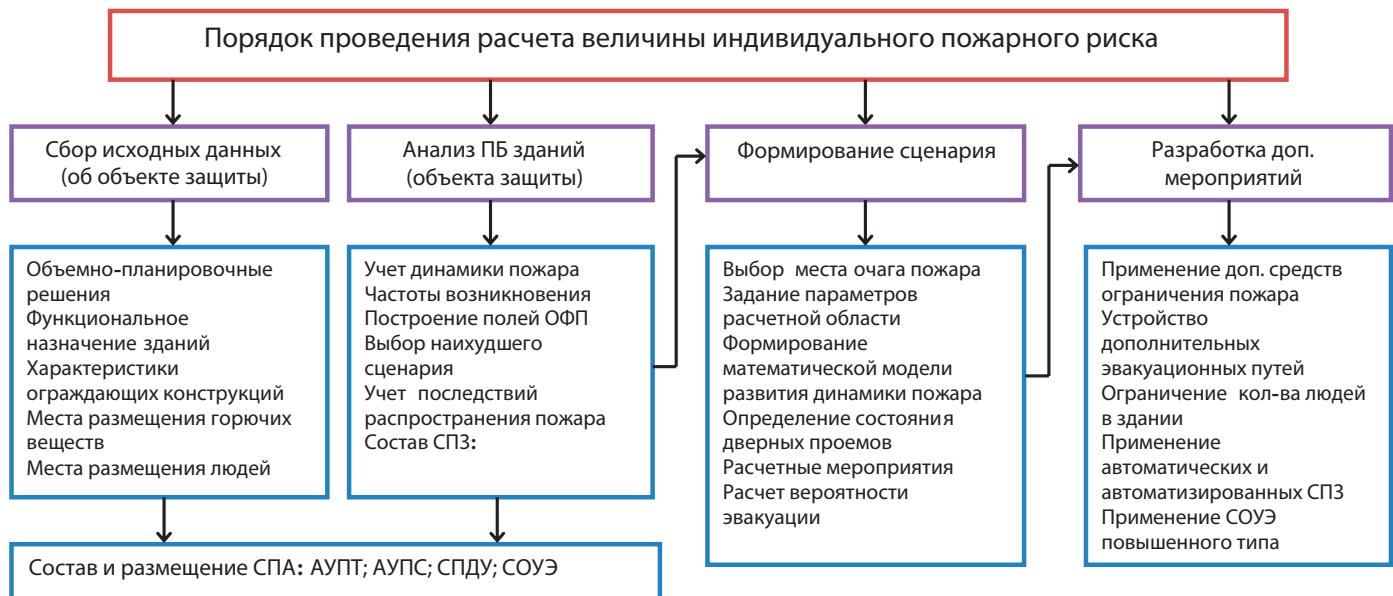 Порядок проведения расчета величины индивидуального пожарного риска
Сбор исходных данных
(об объекте защиты)
Анализ ПБ зданий
(объекта защиты)
Формирование сценария
Разработка доп.
мероприятий
Объемно-планировочные
решения
Функциональное
назначение зданий
Характеристики
ограждающих конструкций
Места размещения горючих
веществ
Места размещения людей
Учет динамики пожара
Частоты возникновения
Построение полей ОФП
Выбор наихудшего
сценария
Учет последствий
распространения пожара
Состав СПЗ:
Выбор места очага пожара
Задание параметров
расчетной области
Формирование
математической модели
развития динамики пожара
Определение состояния
дверных проемов
Расчетные мероприятия
Расчет вероятности
эвакуации
Применение доп. средств
ограничения пожара
Устройство
дополнительных
эвакуационных путей
Ограничение кол-ва людей
в здании
Применение
автоматических и
автоматизированных СПЗ
Применение СОУЭ
повышенного типа
Состав и размещение СПА: АУПТ; АУПС; СПДУ; СОУЭ